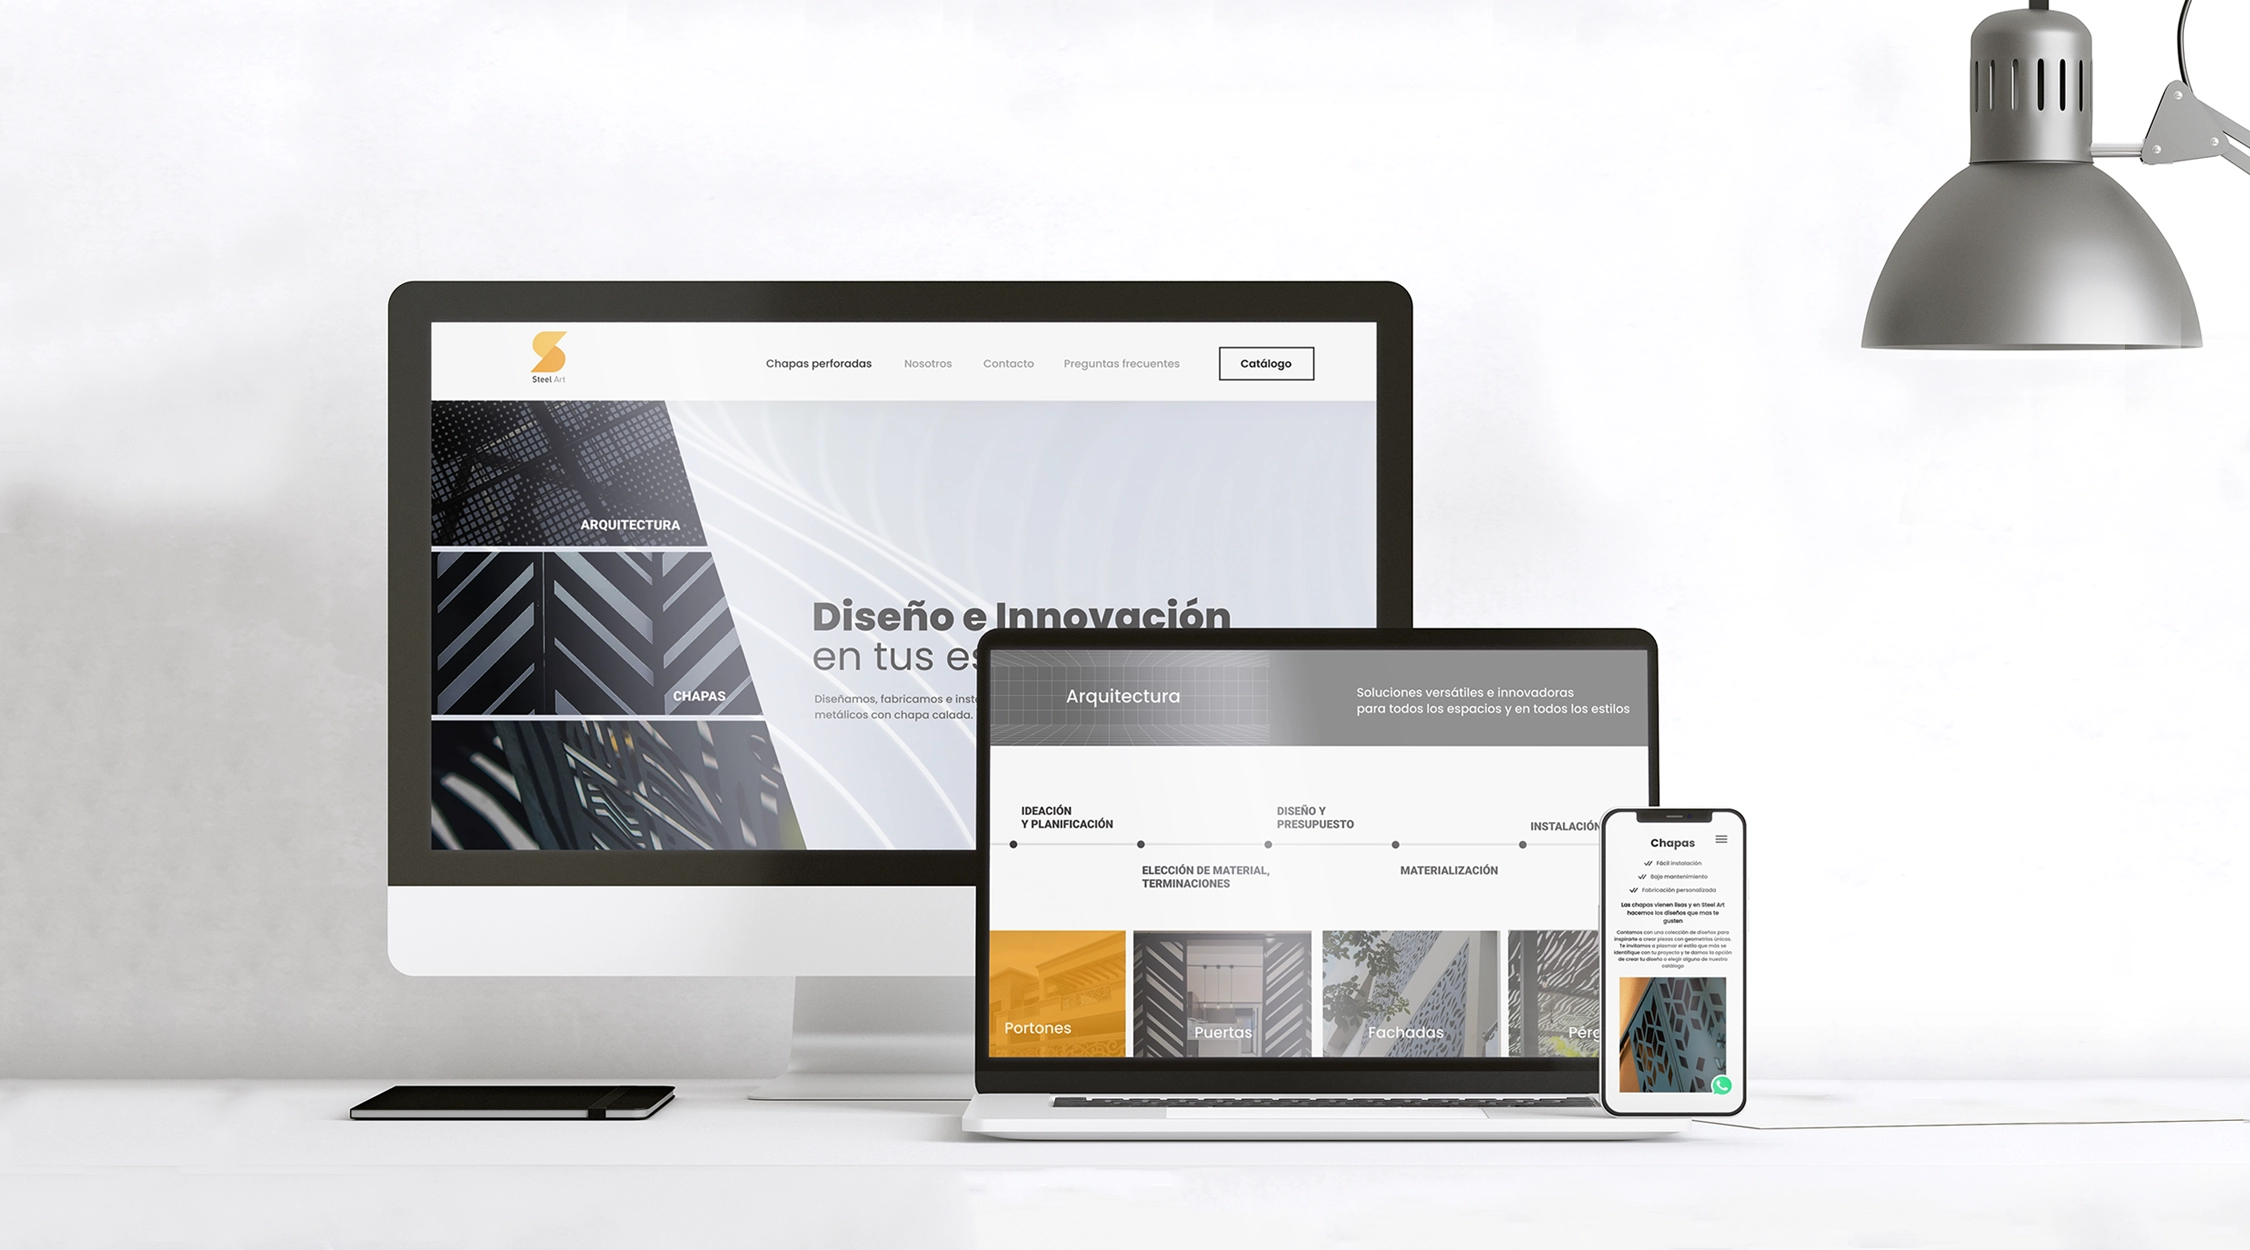 Steel Art
Chapas perforadas
Nosotros
Contacto
Preguntas frecuentes
Catálogo
ARQUITECTURA
CHAPAS
Diseño e Innovación
en tus es
Diseñamos, fabricamos e insta
metálicos con chapa calada.
Arquitectura
Soluciones versátiles e innovadoras
para todos los espacios y en todos los estilos
IDEACIÓN
Y PLANIFICACIÓN
ELECCIÓN DE MATERIAL,
TERMINACIONES
DISEÑO Y
PRESUPUESTO
MATERIALIZACIÓN
INSTALACIÓN
Portones
Puertas
Fachadas
Pérg
Chapas
Fácil instalación
Bajo mantenimiento
Fabricación personalizada
Las chapas vienen lisas y en Steel Art
hacemos los diseños que mas te
gusten
Contamos con una colección de diseños para
inspirarte a crear piezas con geometrías únicas.
Te invitamos a plasmar el estilo que más se
identifique con tu proyecto y te damos la opción
de crear tu diseño o elegir alguno de nuestro
catálogo